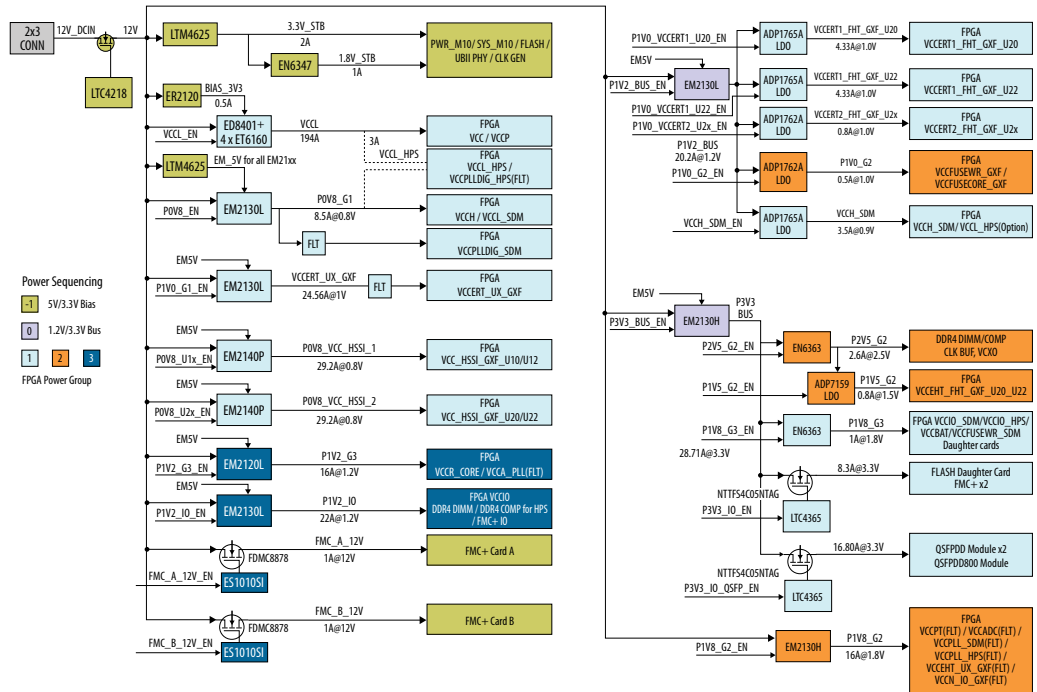 2x3
CONN
12V_DCIN
12V
LTC4218
LTM4625
3.3V_STB
2A
EN6347
1.8V_STB
1A
PWR_M10/ SYS_M10 / FLASH /
UBII PHY / CLK GEN
ER2120
BIAS_3V3
0.5A
VCCL_EN
ED8401+
4 x ET6160
VCCL
194A
3A
VCCL_HPS
FPGA
VCC / VCCP
FPGA
VCCL_HPS /
VCCPLLDIG_HPS(FLT)
LTM4625
EM_5V for all EM21xx
P0V8_EN
EM2130L
P0V8_G1
8.5A@0.8V
FPGA
VCCH / VCCL_SDM
FLT
FPGA
VCCPLLDIG_SDM
EM5V
P1V0_G1_EN
EM2130L
VCCERT_UX_GXF
24.56A@1V
FLT
FPGA
VCCERT_UX_GXF
EM5V
P0V8_U1x_EN
EM2140P
P0V8_VCC_HSSI_1
29.2A@0.8V
FPGA
VCC_HSSI_GXF_U10/U12
EM5V
P0V8_U2x_EN
EM2140P
P0V8_VCC_HSSI_2
29.2A@0.8V
FPGA
VCC_HSSI_GXF_U20/U22
EM5V
P1V2_G3_EN
EM2120L
P1V2_G3
16A@1.2V
FPGA
VCCR_CORE / VCCA_PLL(FLT)
EM5V
P1V2_IO_EN
EM2130L
P1V2_IO
22A@1.2V
FPGA VCCIO
DDR4 DIMM / DDR4 COMP for HPS
/ FMC+ IO
FMC_A_12V_EN
FDMC8878
ES1010SI
FMC_A_12V
1A@12V
FMC+ Card A
FMC_B_12V_EN
FDMC8878
ES1010SI
FMC_B_12V
1A@12V
FMC+ Card B
Power Sequencing
-1
5V/3.3V Bias
0
1.2V/3.3V Bus
1
2
3
FPGA Power Group
P1V0_VCCERT1_U20_EN
ADP1765A
LDO
VCCERT1_FHT_GXF_U20
4.33A@1.0V
FPGA
VCCERT1_FHT_GXF_U20
EM5V
P1V2_BUS_EN
EM2130L
P1V0_VCCERT1_U22_EN
ADP1765A
LDO
VCCERT1_FHT_GXF_U22
4.33A@1.0V
FPGA
VCCERT1_FHT_GXF_U22
P1V0_VCCERT2_U2x_EN
ADP1762A
LDO
VCCERT2_FHT_GXF_U2x
0.8A@1.0V
FPGA
VCCERT2_FHT_GXF_U2x
P1V2_BUS
20.2A@1.2V
P1V0_G2_EN
ADP1762A
LDO
P1V0_G2
0.5A@1.0V
FPGA
VCCFUSEWR_GXF /
VCCFUSECORE_GXF
VCCH_SDM_EN
ADP1765A
LDO
VCCH_SDM
3.5A@0.9V
FPGA
VCCH_SDM/ VCCL_HPS(Option)
EM5V
P3V3_BUS_EN
EM2130H
P3V3
BUS
P2V5_G2_EN
EN6363
P2V5_G2
2.6A@2.5V
DDR4 DIMM/COMP
CLK BUF, VCXO
P1V5_G2_EN
ADP7159
LDO
P1V5_G2
0.8A@1.5V
FPGA
VCCEHT_FHT_GXF_U20_U22
P1V8_G3_EN
28.71A@3.3V
EN6363
P1V8_G3
1A@1.8V
FPGA VCCIO_SDM/VCCIO_HPS/
VCCBAT/VCCFUSEWR_SDM
Daughter cards
NTTFS4C05NTAG
P3V3_IO_EN
LTC4365
8.3A@3.3V
FLASH Daughter Card
FMC+ x2
NTTFS4C05NTAG
P3V3_IO_QSFP_EN
LTC4365
16.80A@3.3V
QSFPDD Module x2
QSFPDD800 Module
P1V8_G2_EN
EM2130H
P1V8_G2
16A@1.8V
FPGA
VCCPT(FLT) / VCCADC(FLT) /
VCCPLL_SDM(FLT) /
VCCPLL_HPS(FLT) /
VCCEHT_UX_GXF(FLT) /
VCCN_IO_GXF(FLT)